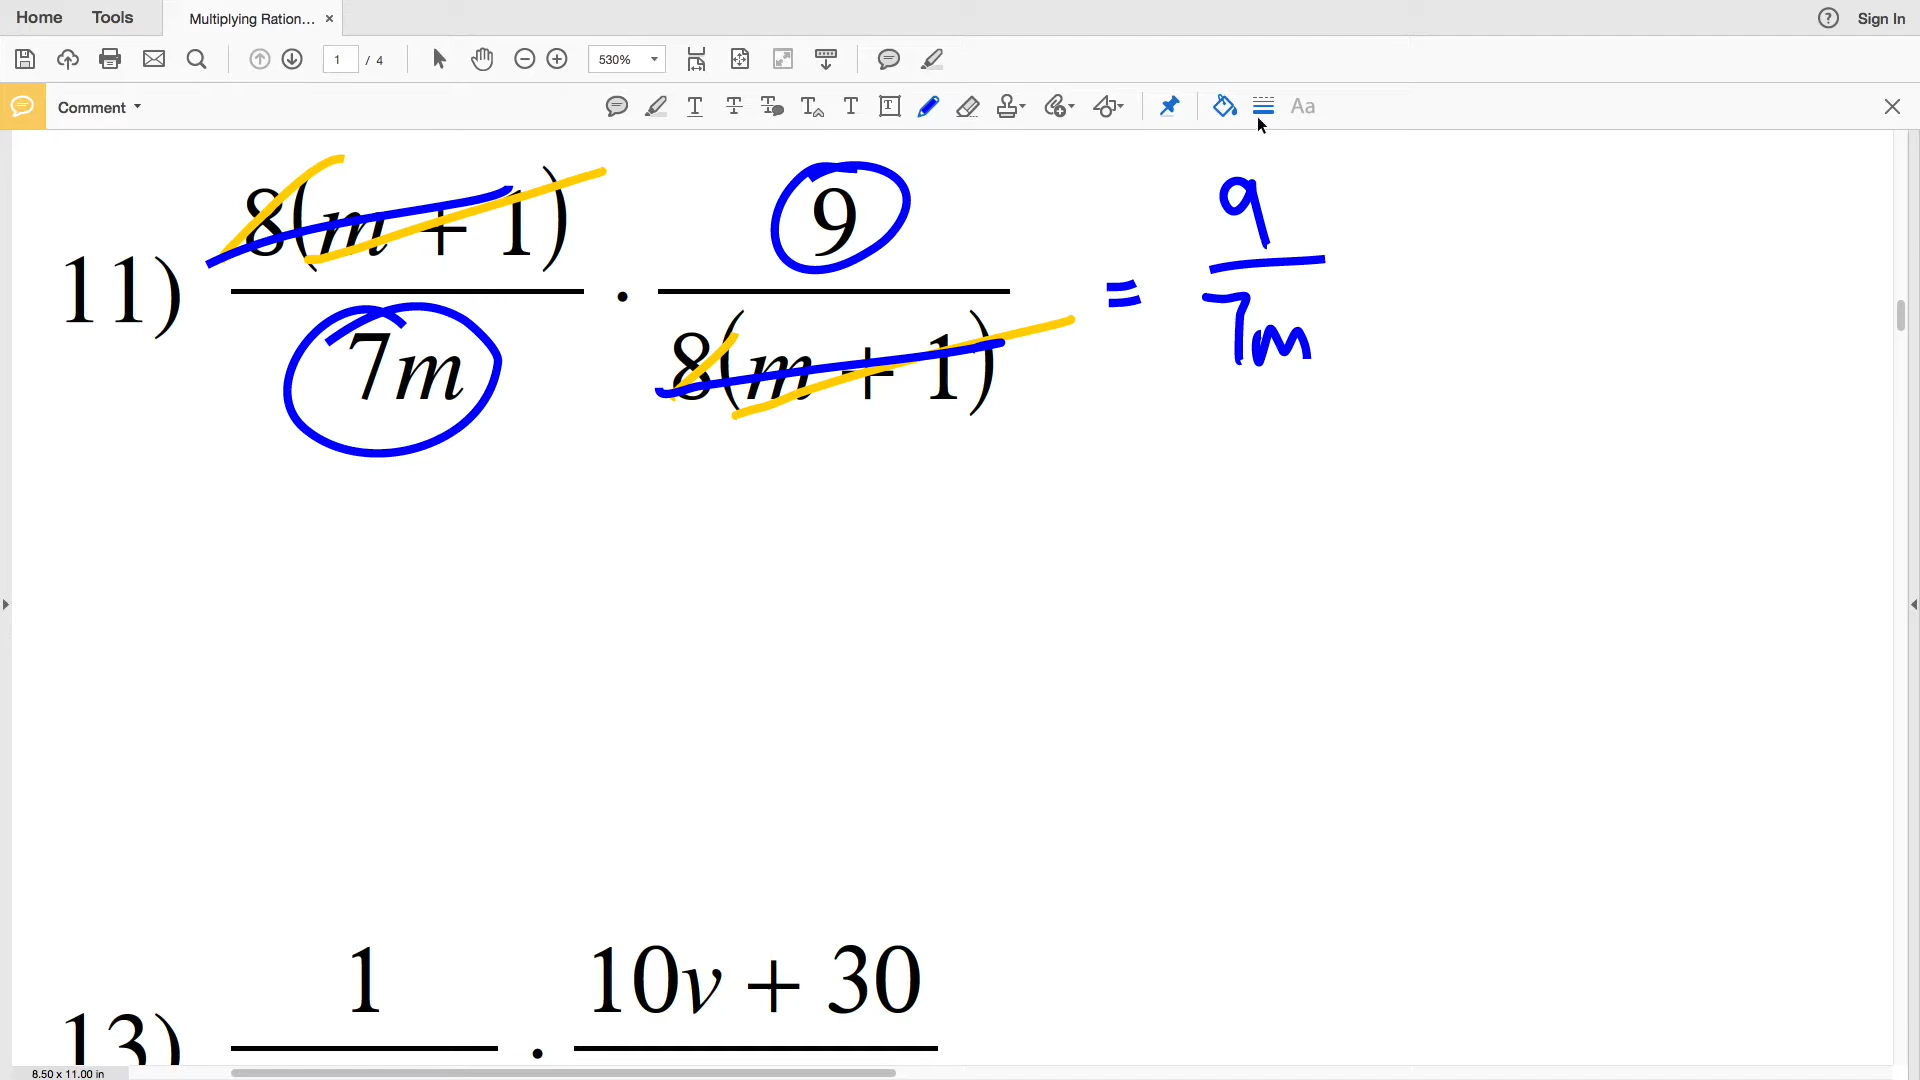 Home Tools Multiplying Ration... × ? Sign In
1 / 4 530%
Comment T T T T T T Aa
11) 8(m + 1) / 7m · 9 / 8(m + 1) = 9 / 7m
13) 1 · 10v + 30
8.50 x 11.00 in